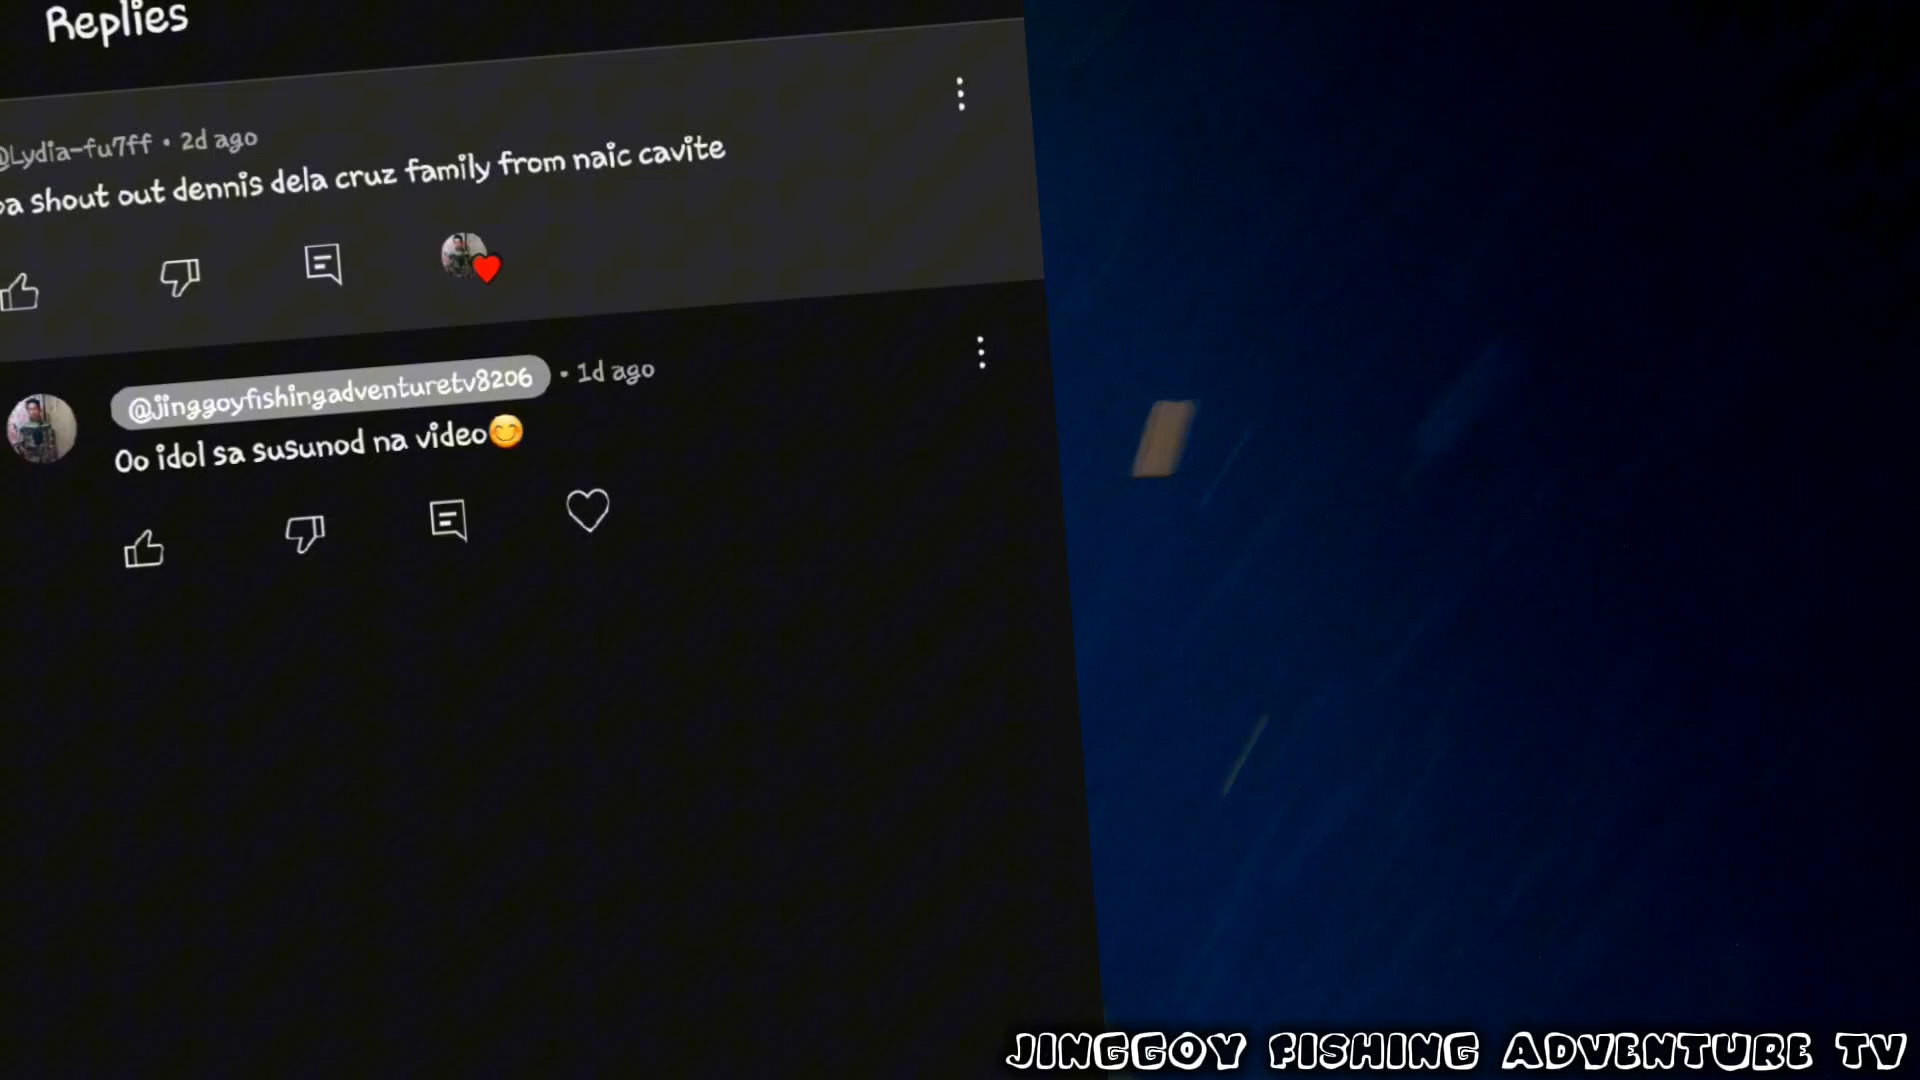 Replies
@Lydia-fu7ff • 2d ago
shout out dennis dela cruz family from naic cavite
@jinggoyfishingadventuretv8206 • 1d ago
Oo idol sa susunod na video😊
JINGGOY FISHING ADVENTURE TV